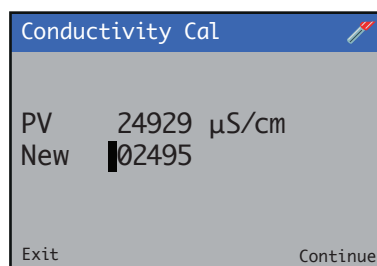 Conductivity Cal
PV 24929 μS/cm
New 02495
Exit Continue